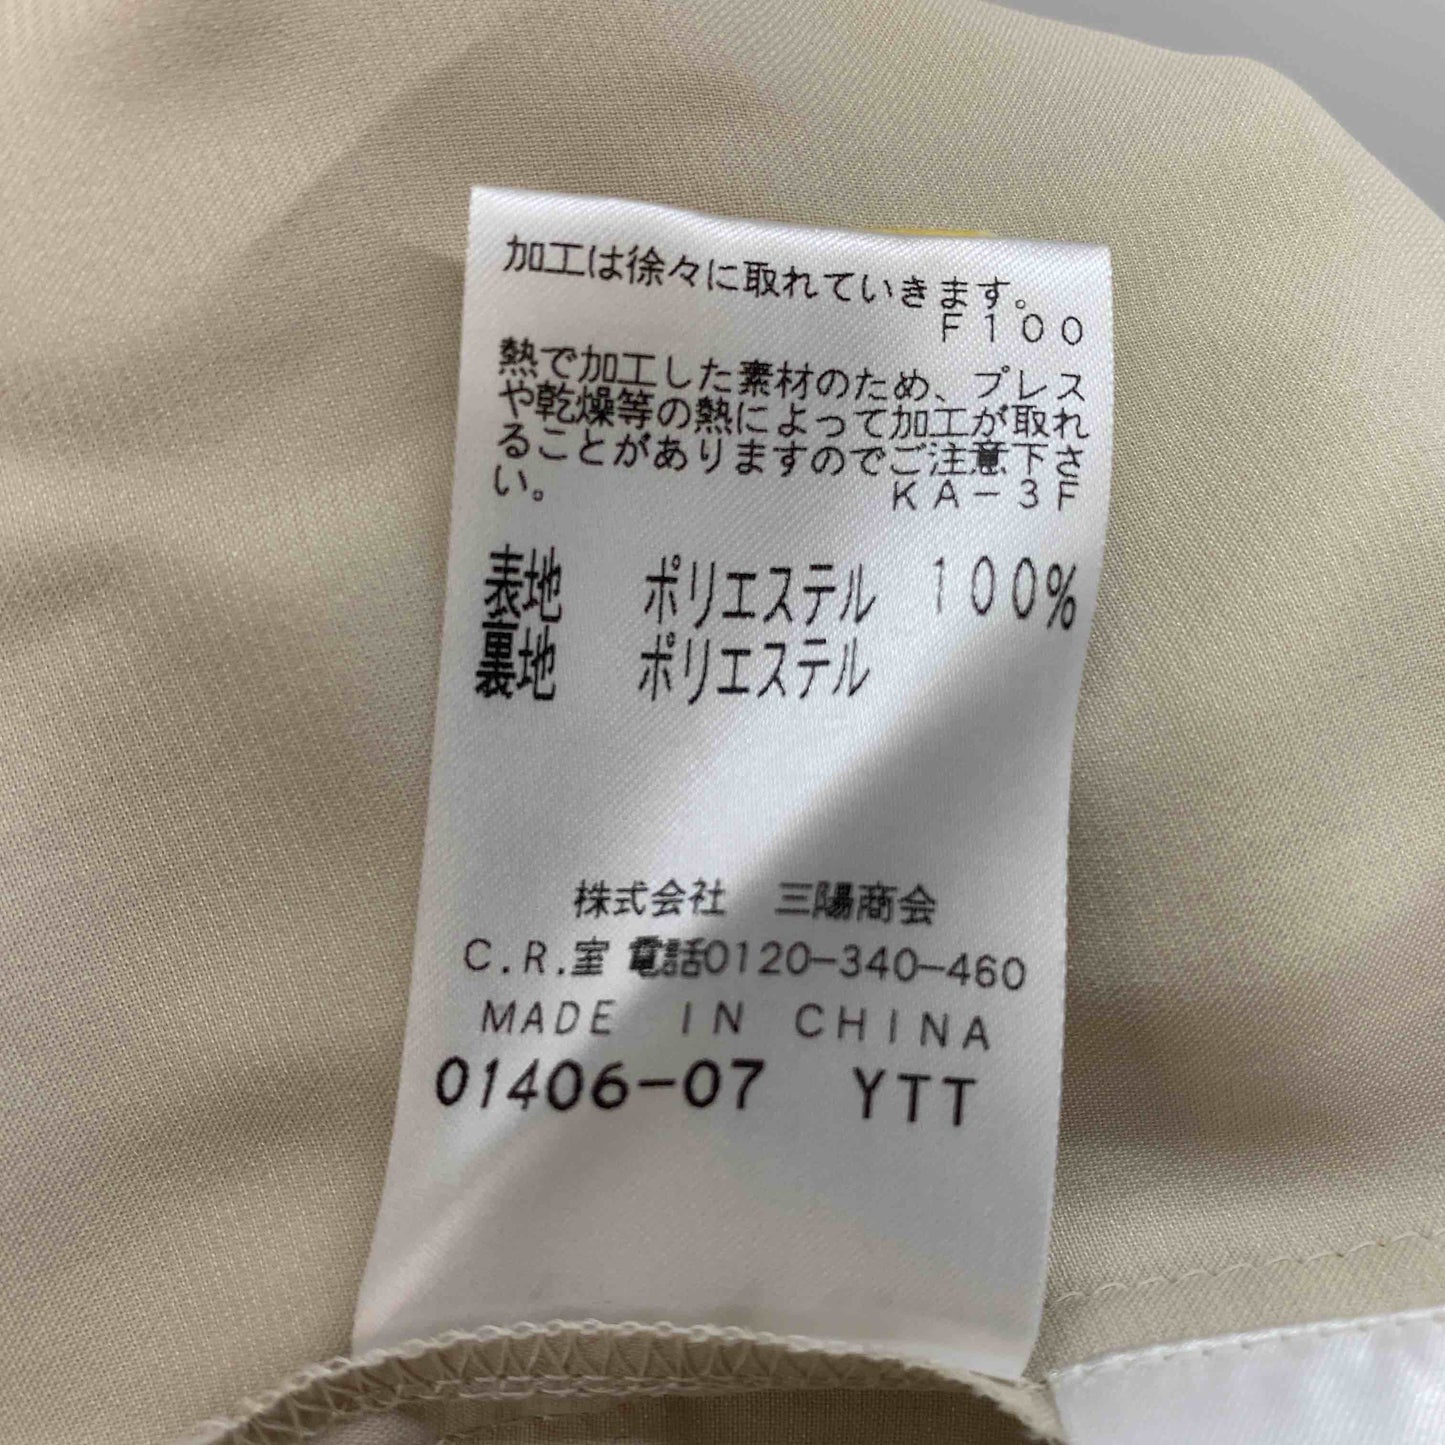 加工は徐々に取れていきます。
F100
熱で加工した素材のため、プレス
や乾燥等の熱によって加工が取れ
ることがありますのでご注意下さ
い。 KA-3F
表地 ポリエステル 100%
裏地 ポリエステル
株式会社 三陽商会
C.R.室 電話0120-340-460
MADE IN CHINA
01406-07 YTT